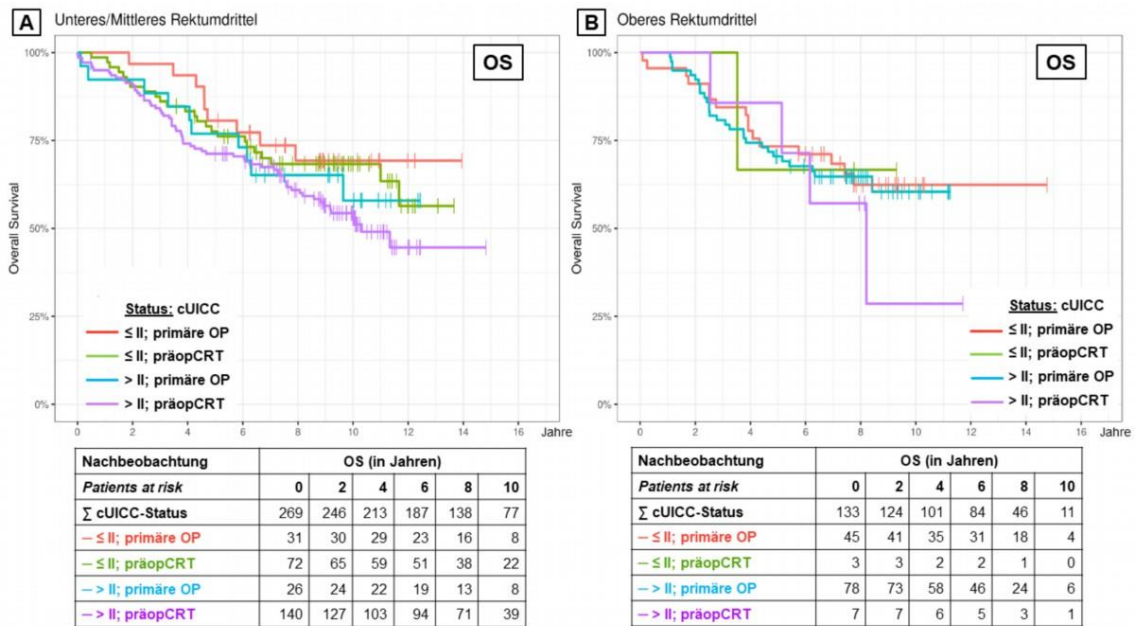 A Unteres/Mittleres Rektumdrittel
OS
Overall Survival
100%
75%
50%
25%
0%
Status: cUICC
≤ II; primäre OP
≤ II; präopCRT
> II; primäre OP
> II; präopCRT
0 2 4 6 8 10 12 14 16 Jahre
Nachbeobachtung OS (in Jahren)
Patients at risk 0 2 4 6 8 10
∑ cUICC-Status 269 246 213 187 138 77
– ≤ II; primäre OP 31 30 29 23 16 8
– ≤ II; präopCRT 72 65 59 51 38 22
– > II; primäre OP 26 24 22 19 13 8
– > II; präopCRT 140 127 103 94 71 39
B Oberes Rektumdrittel
OS
Overall Survival
100%
75%
50%
25%
0%
Status: cUICC
≤ II; primäre OP
≤ II; präopCRT
> II; primäre OP
> II; präopCRT
0 2 4 6 8 10 12 14 16 Jahre
Nachbeobachtung OS (in Jahren)
Patients at risk 0 2 4 6 8 10
∑ cUICC-Status 133 124 101 84 46 11
– ≤ II; primäre OP 45 41 35 31 18 4
– ≤ II; präopCRT 3 3 2 2 1 0
– > II; primäre OP 78 73 58 46 24 6
– > II; präopCRT 7 7 6 5 3 1